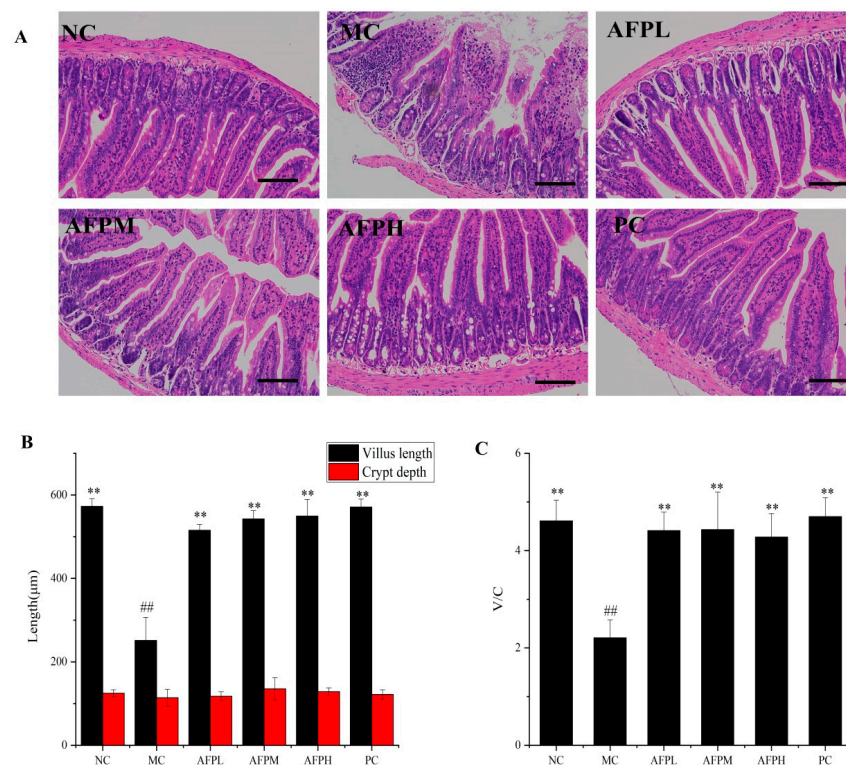 A
NC
MC
AFPL
AFPM
AFPH
PC
B
Villus length
Crypt depth
Length(μm)
600
400
200
0
**
##
**
**
**
**
NC
MC
AFPL
AFPM
AFPH
PC
C
V/C
6
4
2
0
**
##
**
**
**
**
NC
MC
AFPL
AFPM
AFPH
PC